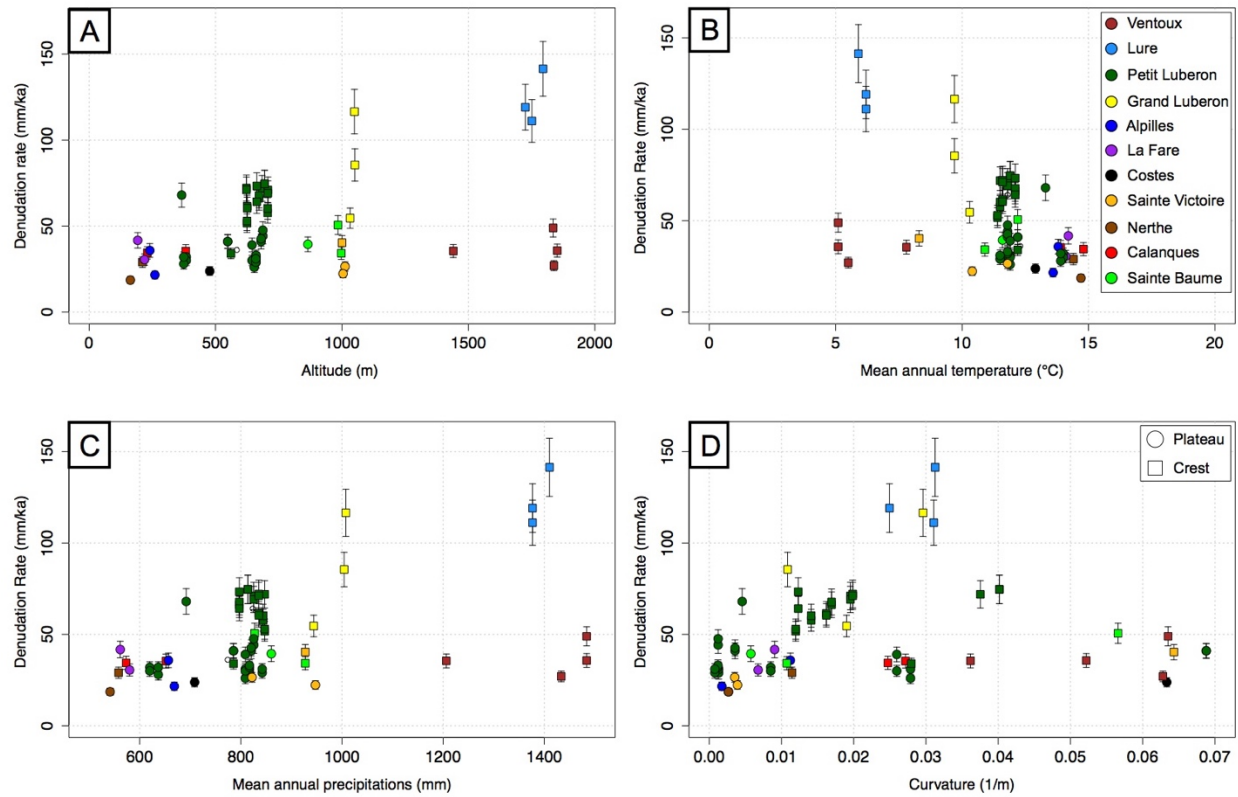 A
Denudation rate (mm/ka)
150
100
50
0
0 500 1000 1500 2000
Altitude (m)
B
Denudation Rate (mm/ka)
150
100
50
0
0 5 10 15 20
Mean annual temperature (°C)
Ventoux
Lure
Petit Luberon
Grand Luberon
Alpilles
La Fare
Costes
Sainte Victoire
Nerthe
Calanques
Sainte Baume
C
Denudation Rate (mm/ka)
150
100
50
0
600 800 1000 1200 1400
Mean annual precipitations (mm)
D
Denudation Rate (mm/ka)
150
100
50
0
0.00 0.01 0.02 0.03 0.04 0.05 0.06 0.07
Curvature (1/m)
Plateau
Crest